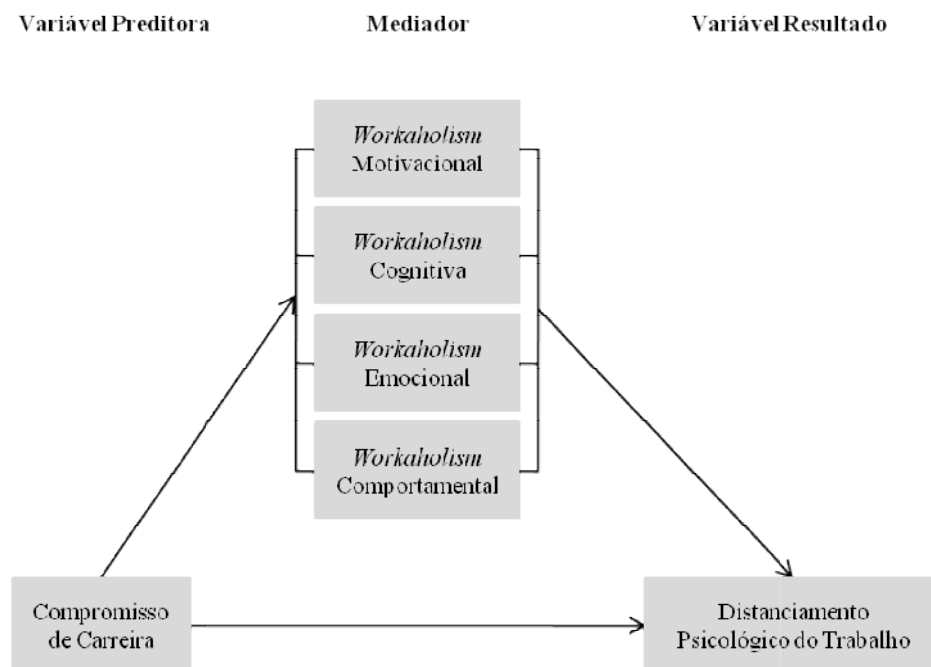 Variável Preditora
Mediador
Variável Resultado
Workaholism
Motivacional
Workaholism
Cognitiva
Workaholism
Emocional
Workaholism
Comportamental
Compromisso
de Carreira
Distanciamento
Psicológico do Trabalho